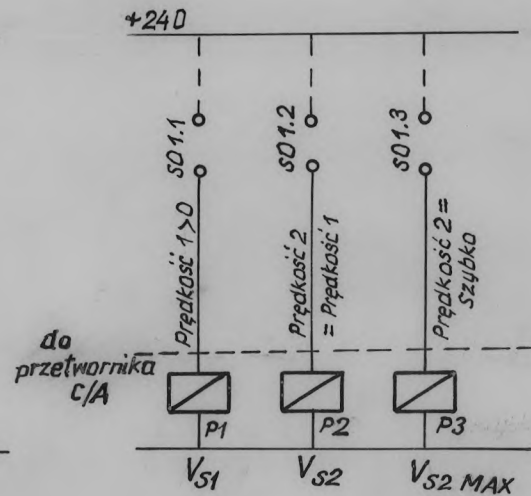 +24D
SO1.1
SO1.2
SO1.3
Prędkość 1>0
Prędkość 2
= Prędkość 1
Prędkość 2 =
Szybko
do
przetwornika
C/A
P1
P2
P3
VS1
VS2
VS2 MAX